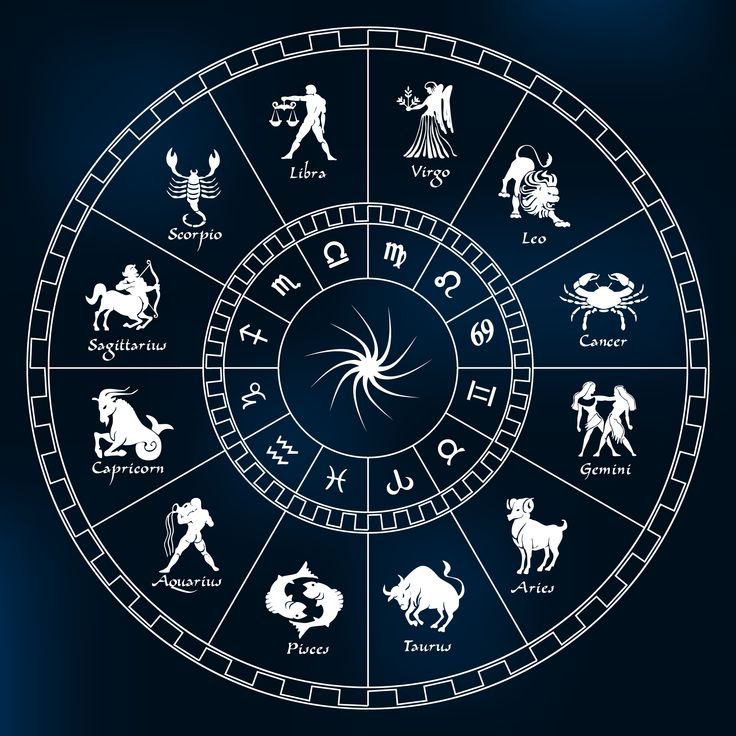 Libra
Virgo
Scorpio
Leo
Sagittarius
Cancer
Capricorn
Gemini
Aquarius
Aries
Pisces
Taurus
♎
♍
♏
♌
♐
♋
♑
♊
♒
♉
♓
♈